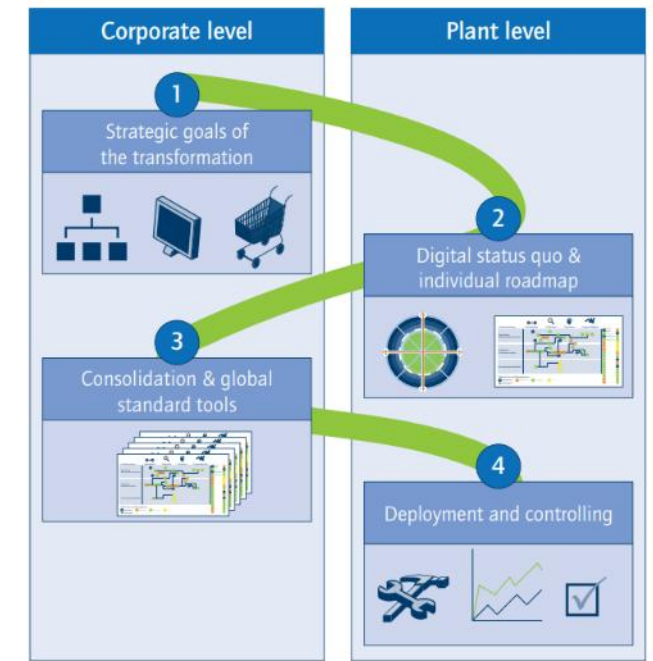 Corporate level
Plant level
1
Strategic goals of
the transformation
2
Digital status quo &
individual roadmap
3
Consolidation & global
standard tools
4
Deployment and controlling